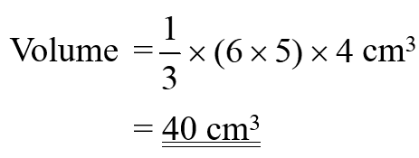 Volume = 1/3 × (6 × 5) × 4 cm³
= 40 cm³